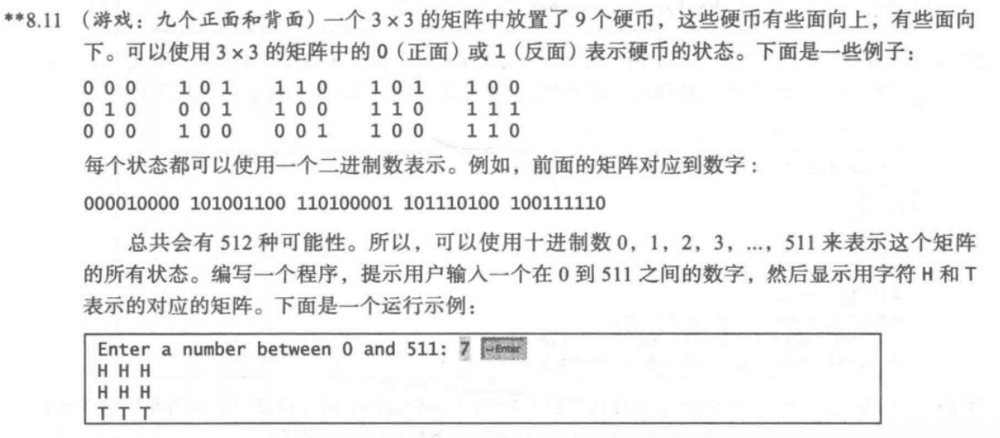 **8.11 （游戏：九个正面和背面）一个 3×3 的矩阵中放置了 9 个硬币，这些硬币有些面向上，有些面向
下。可以使用 3×3 的矩阵中的 0（正面）或 1（反面）表示硬币的状态。下面是一些例子：
0 0 0 1 0 1 1 1 0 1 0 1 1 0 0
0 1 0 0 0 1 1 0 0 1 1 0 1 1 1
0 0 0 1 0 0 0 0 1 1 0 0 1 1 0
每个状态都可以使用一个二进制数表示。例如，前面的矩阵对应到数字：
000010000 101001100 110100001 101110100 100111110
总共会有 512 种可能性。所以，可以使用十进制数 0，1，2，3，…，511 来表示这个矩阵
的所有状态。编写一个程序，提示用户输入一个在 0 到 511 之间的数字，然后显示用字符 H 和 T
表示的对应的矩阵。下面是一个运行示例：
Enter a number between 0 and 511: 7 Enter
H H H
H H H
T T T